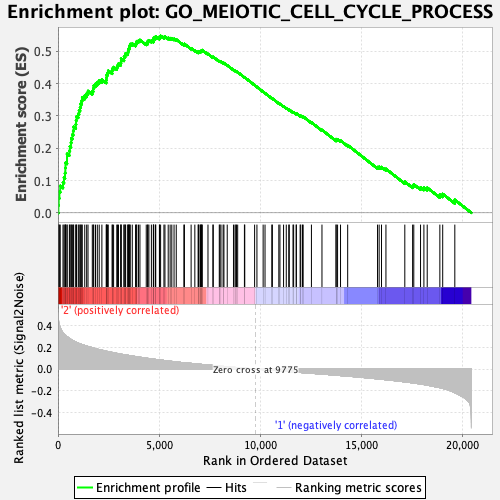 Enrichment plot: GO_MEIOTIC_CELL_CYCLE_PROCESS
Enrichment score (ES)
0.5
0.4
0.3
0.2
0.1
0.0
'2' (positively correlated)
Ranked list metric (Signal2Noise)
0.4
0.2
0.0
-0.2
-0.4
Zero cross at 9775
'1' (negatively correlated)
0 5,000 10,000 15,000 20,000
Rank in Ordered Dataset
Enrichment profile Hits Ranking metric scores